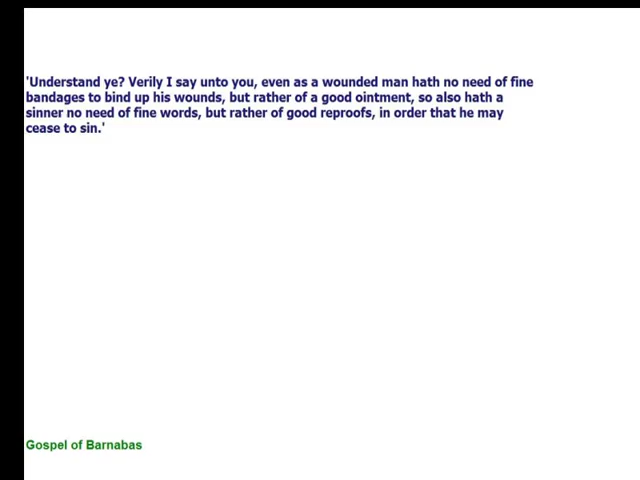 'Understand ye? Verily I say unto you, even as a wounded man hath no need of fine
bandages to bind up his wounds, but rather of a good ointment, so also hath a
sinner no need of fine words, but rather of good reproofs, in order that he may
cease to sin.'
Gospel of Barnabas